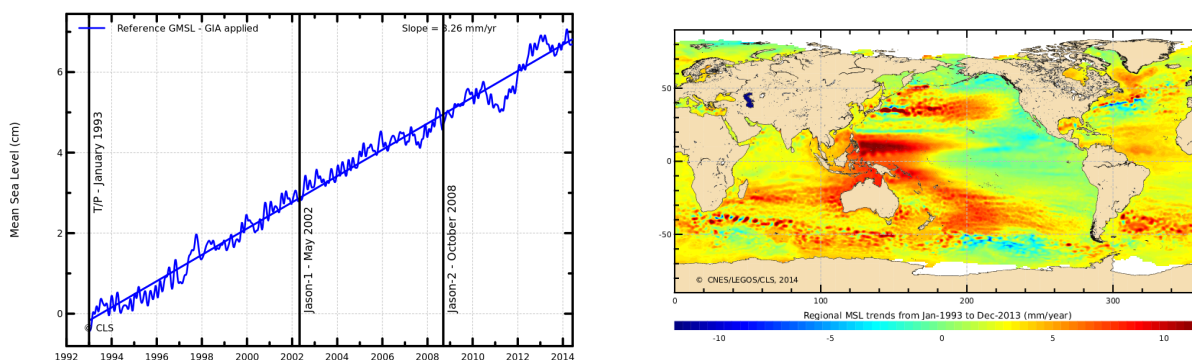 Reference GMSL - GIA applied
Slope = 3.26 mm/yr
Mean Sea Level (cm)
6
4
2
0
T/P - January 1993
Jason-1 - May 2002
Jason-2 - October 2008
© CLS
1992 1994 1996 1998 2000 2002 2004 2006 2008 2010 2012 2014
50
0
-50
© CNES/LEGOS/CLS, 2014
0 100 200 300
Regional MSL trends from Jan-1993 to Dec-2013 (mm/year)
-10 -5 0 5 10